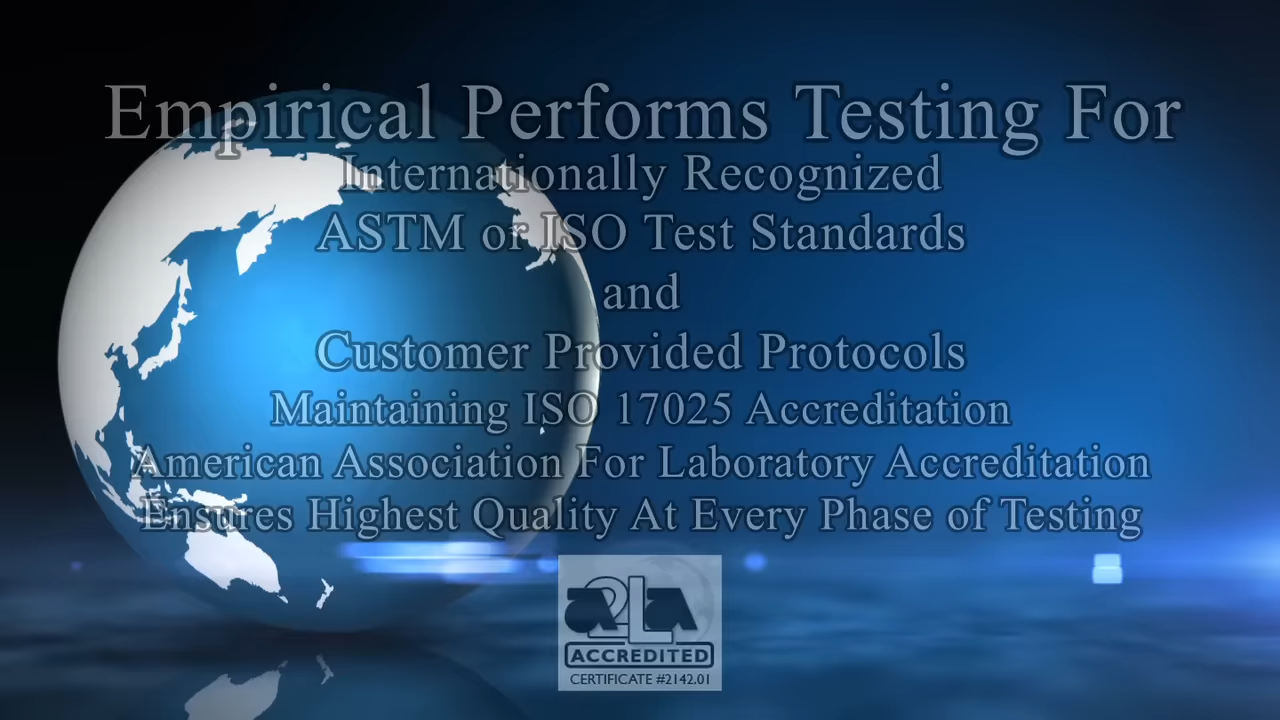 Empirical Performs Testing For
Internationally Recognized
ASTM or ISO Test Standards
and
Customer Provided Protocols
Maintaining ISO 17025 Accreditation
American Association For Laboratory Accreditation
Ensures Highest Quality At Every Phase of Testing
a2La
ACCREDITED
CERTIFICATE #2142.01